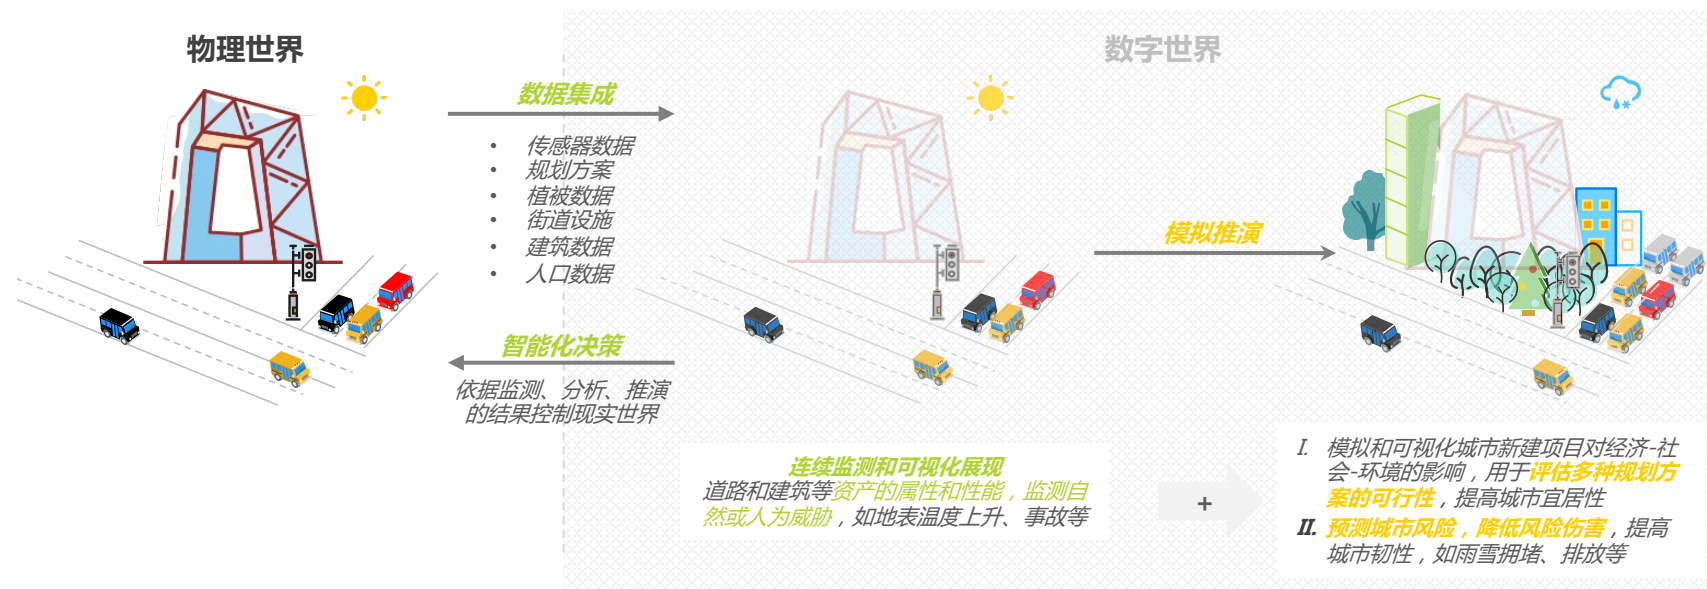 物理世界
数字世界
数据集成
• 传感器数据
• 规划方案
• 植被数据
• 街道设施
• 建筑数据
• 人口数据
模拟推演
智能化决策
依据监测、分析、推演
的结果控制现实世界
连续监测和可视化展现
道路和建筑等资产的属性和性能，监测自
然或人为威胁，如地表温度上升、事故等
+
I. 模拟和可视化城市新建项目对经济-社
会-环境的影响，用于评估多种规划方
案的可行性，提高城市宜居性
II. 预测城市风险，降低风险伤害，提高
城市韧性，如雨雪拥堵、排放等